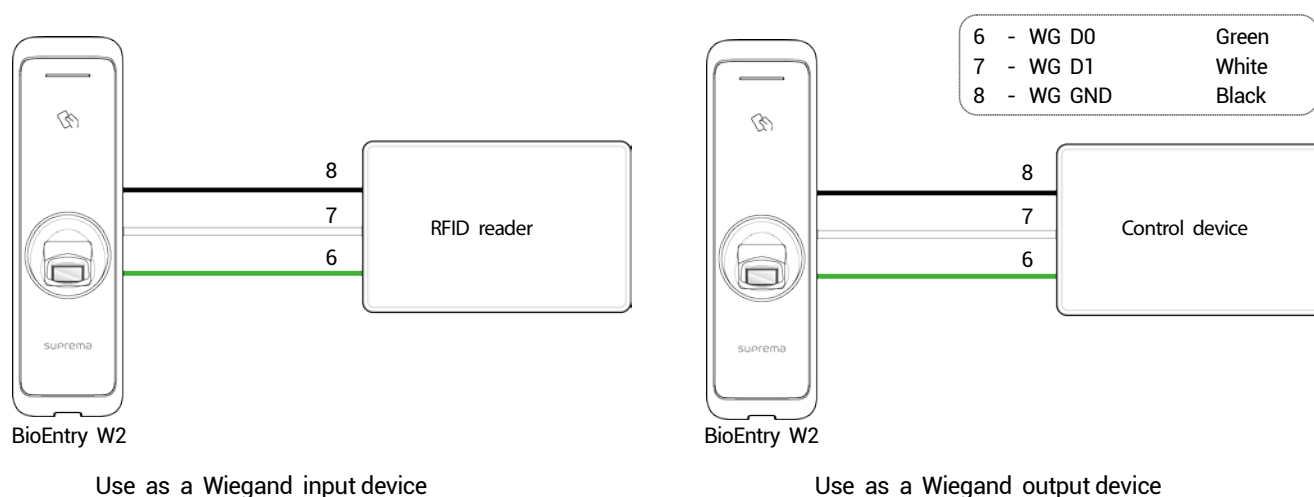 8
7
6
RFID reader
suprema
BioEntry W2
Use as a Wiegand input device
6 - WG D0 Green
7 - WG D1 White
8 - WG GND Black
8
7
6
Control device
suprema
BioEntry W2
Use as a Wiegand output device